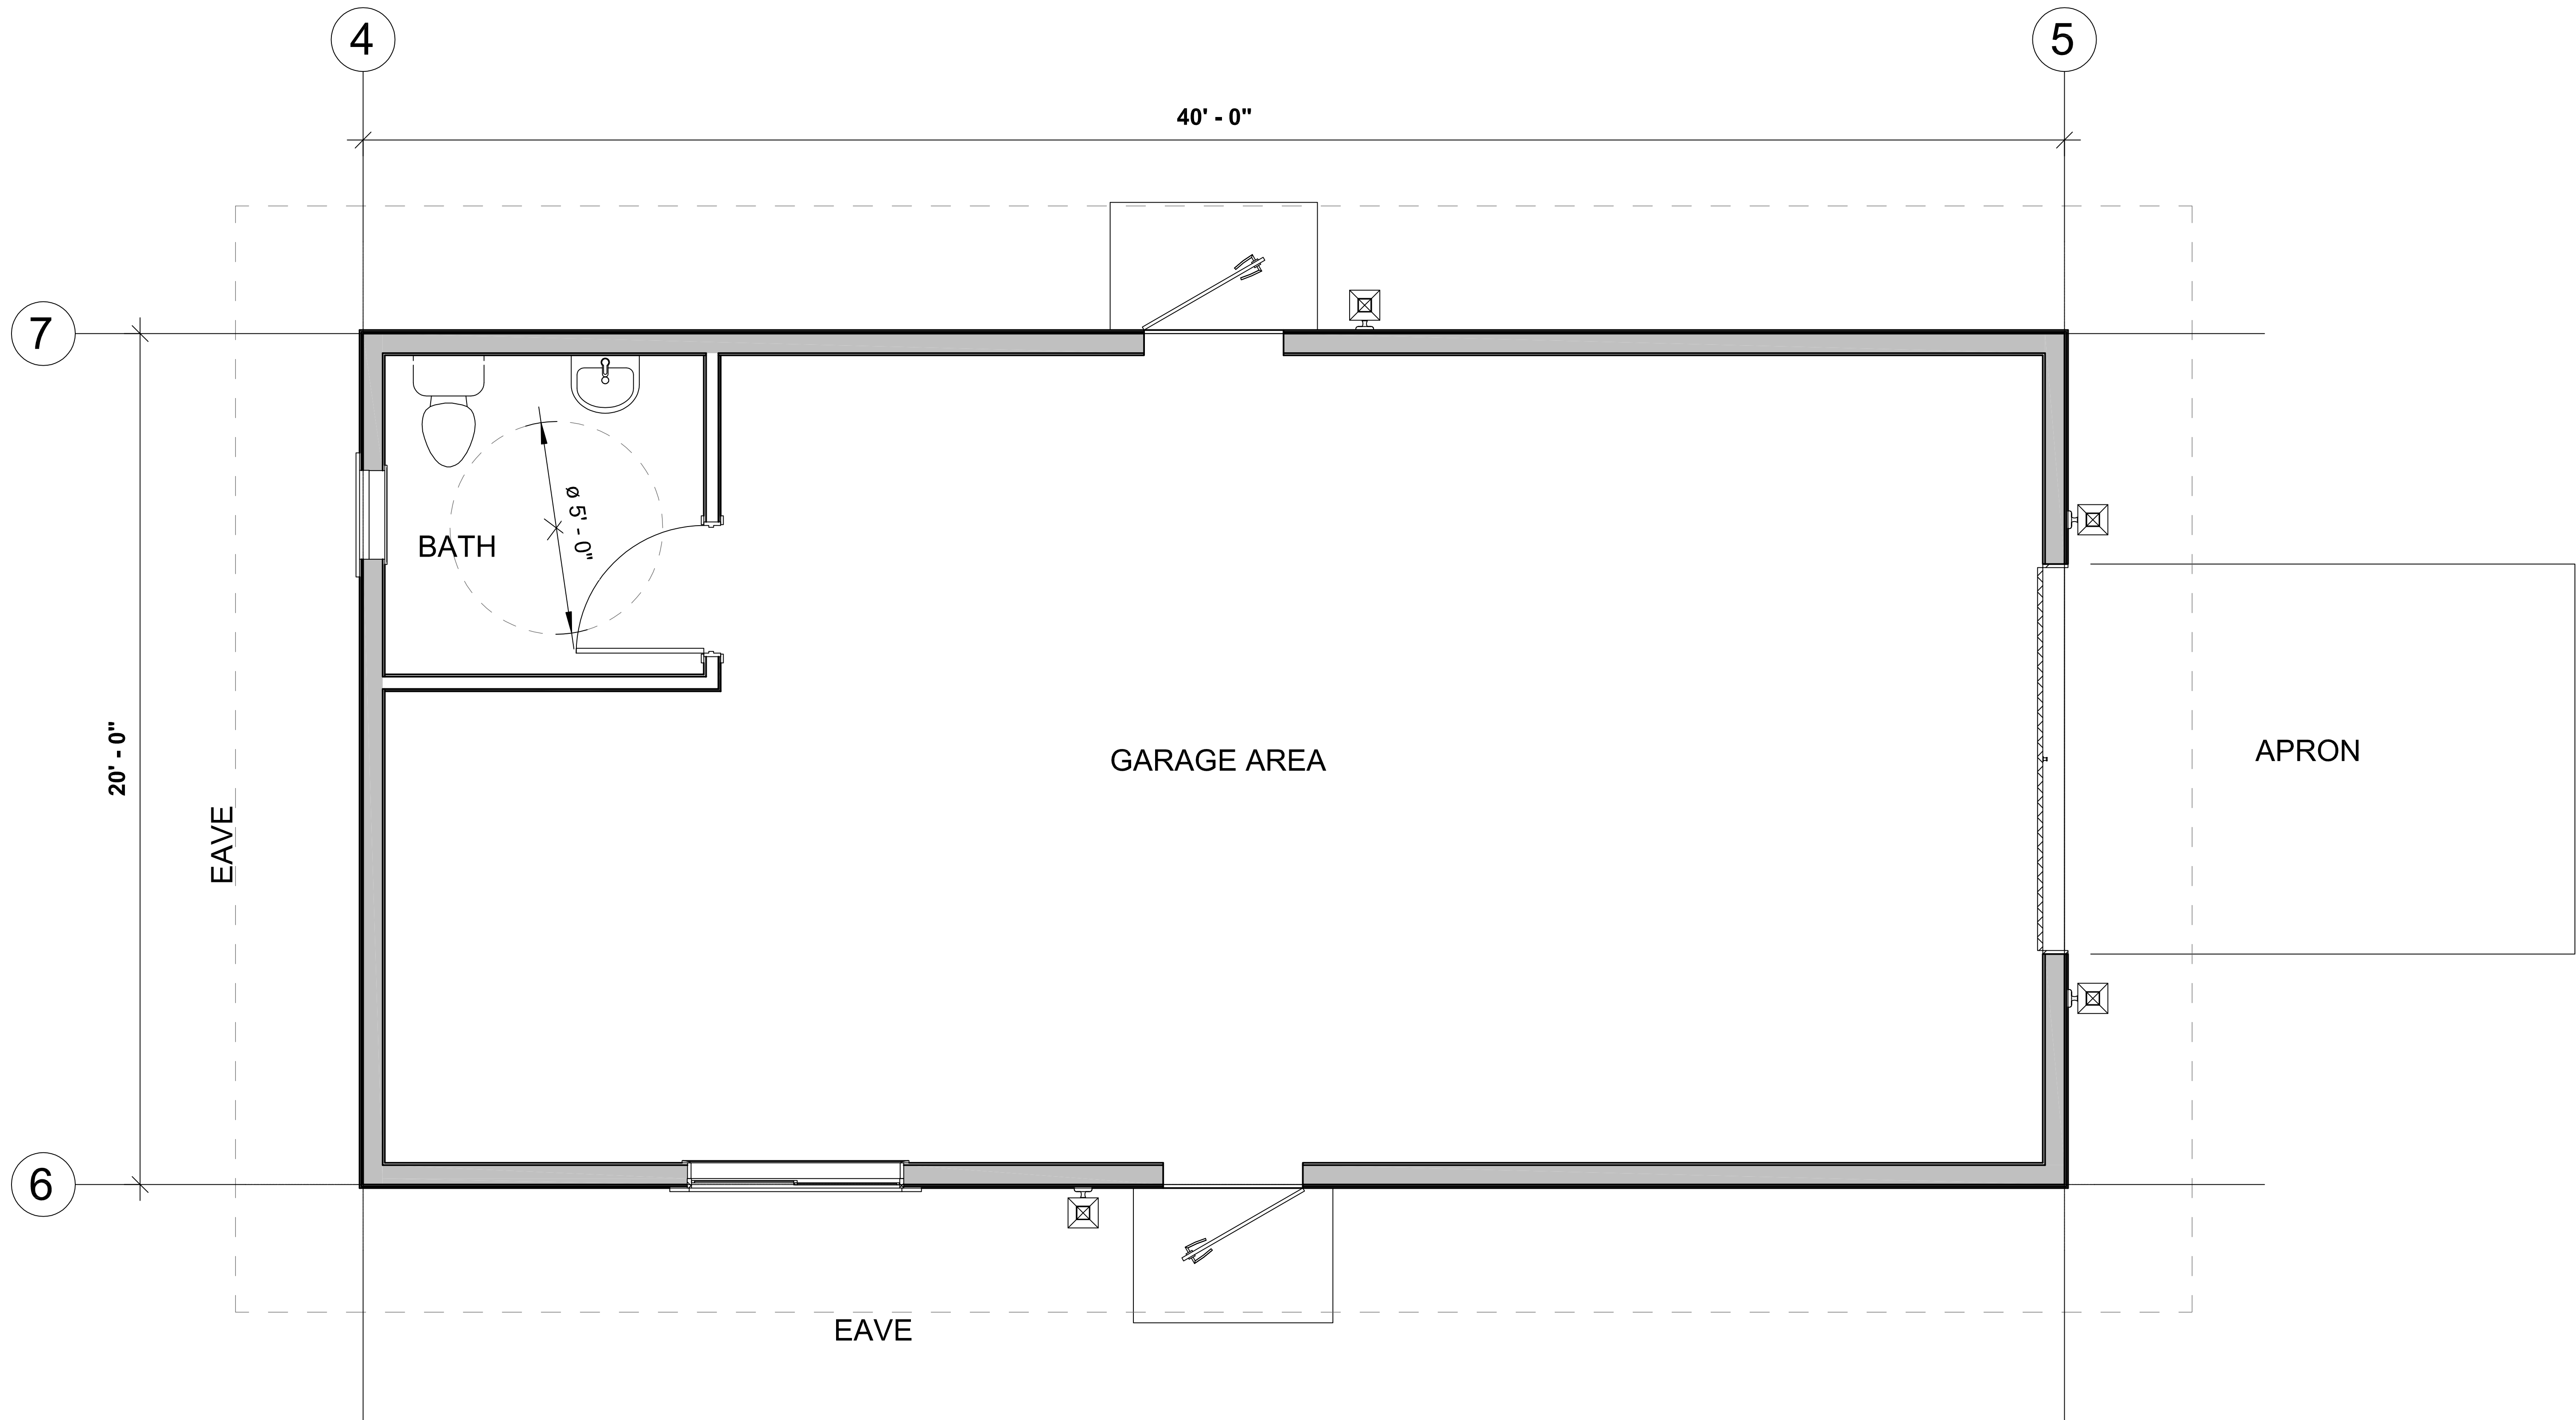 4
5
40' - 0"
7
BATH
ø 5' - 0"
20' - 0"
EAVE
GARAGE AREA
APRON
6
EAVE